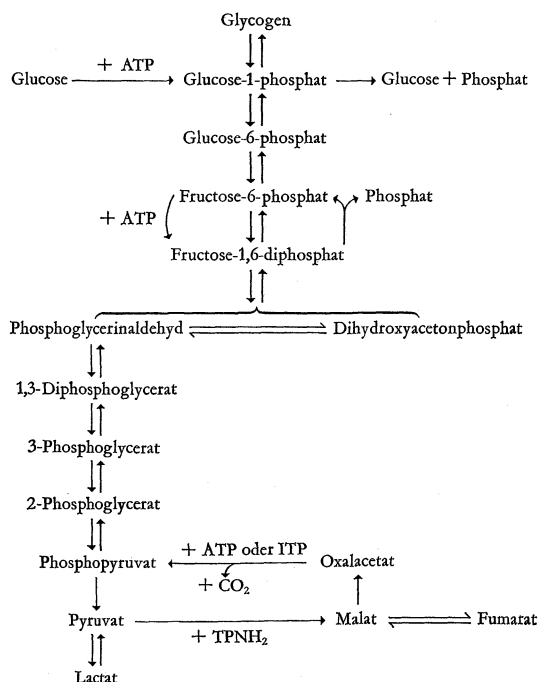 Glycogen
+ ATP
Glucose Glucose-1-phosphat Glucose + Phosphat
Glucose-6-phosphat
Fructose-6-phosphat Phosphat
+ ATP
Fructose-1,6-diphosphat
Phosphoglycerinaldehyd Dihydroxyacetonphosphat
1,3-Diphosphoglycerat
3-Phosphoglycerat
2-Phosphoglycerat
+ ATP oder ITP
Phosphopyruvat Oxalacetat
+ CO₂
Pyruvat Malat Fumarat
+ TPNH₂
Lactat